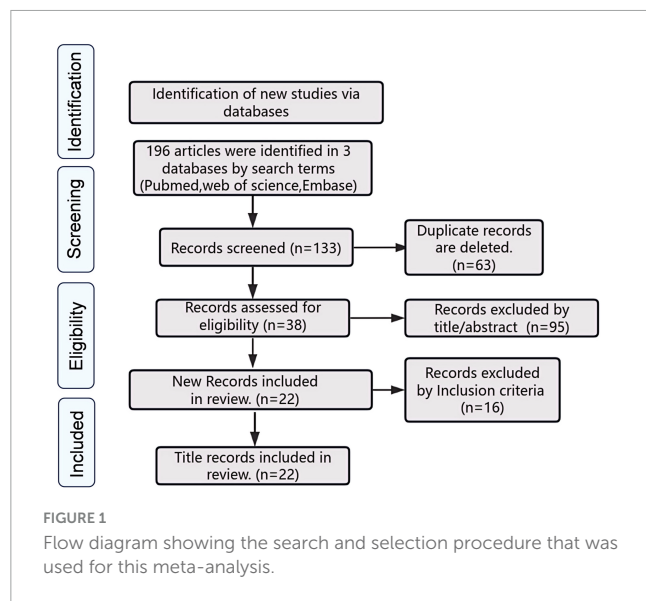 Identification
Screening
Eligibility
Included
Identification of new studies via
databases
196 articles were identified in 3
databases by search terms
(Pubmed,web of science,Embase)
Records screened (n=133)
Duplicate records
are deleted.
(n=63)
Records assessed for
eligibility (n=38)
Records excluded by
title/abstract (n=95)
New Records included
in review. (n=22)
Records excluded
by Inclusion criteria
(n=16)
Title records included in
review. (n=22)
FIGURE 1
Flow diagram showing the search and selection procedure that was
used for this meta-analysis.